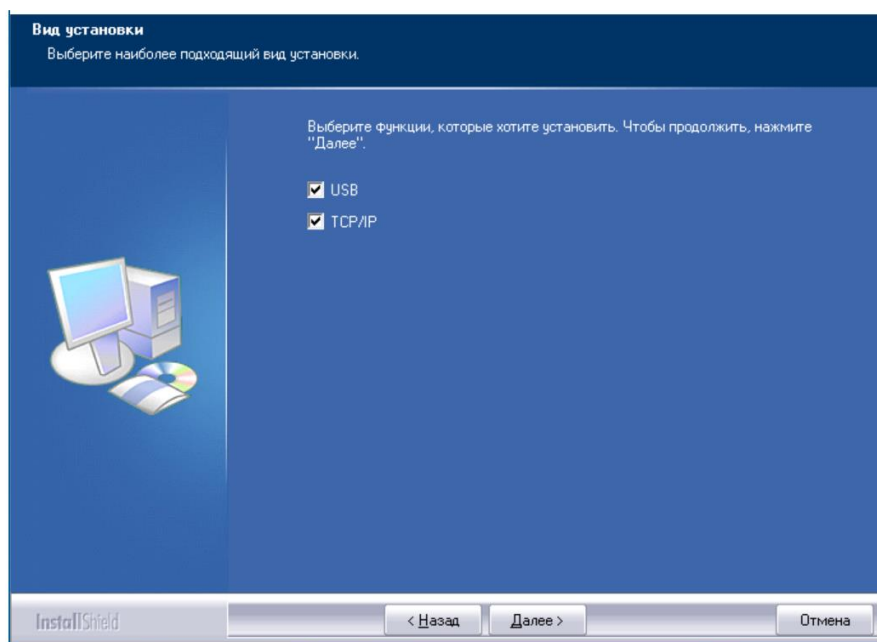 Вид установки
Выберите наиболее подходящий вид установки.
Выберите функции, которые хотите установить. Чтобы продолжить, нажмите
"Далее".
USB
TCP/IP
InstallShield
< Назад
Далее >
Отмена